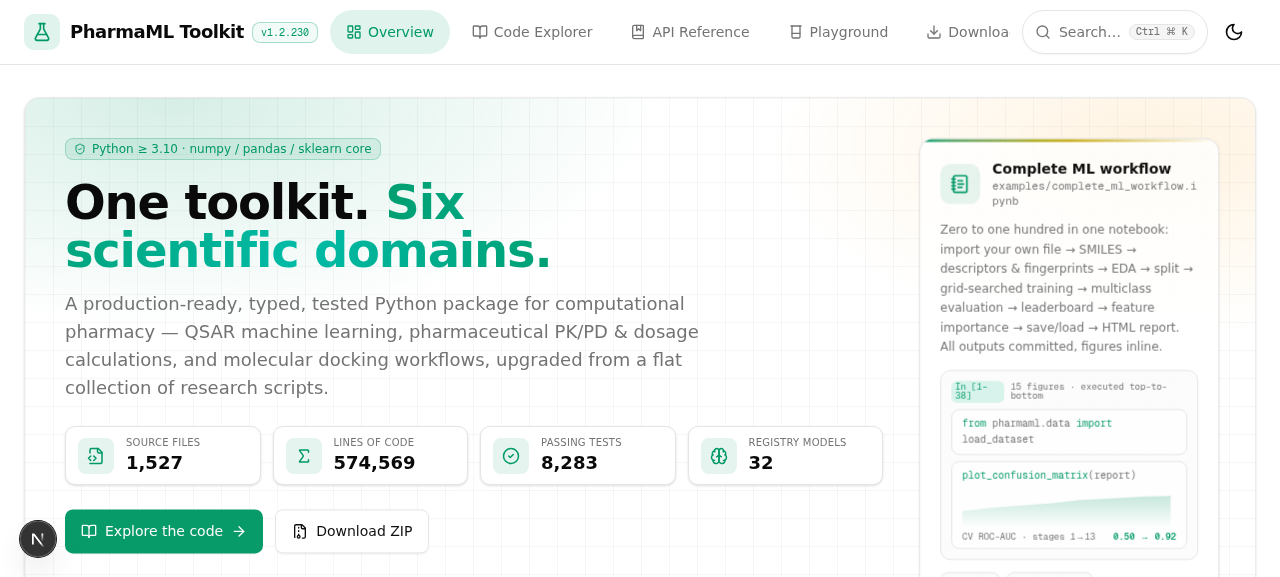 PharmaML Toolkit
v1.2.230
Overview
Code Explorer
API Reference
Playground
Downloa
Search...
Ctrl ⌘ K
Python ≥ 3.10 · numpy / pandas / sklearn core
One toolkit. Six
scientific domains.
A production-ready, typed, tested Python package for computational
pharmacy — QSAR machine learning, pharmaceutical PK/PD & dosage
calculations, and molecular docking workflows, upgraded from a flat
collection of research scripts.
SOURCE FILES
1,527
LINES OF CODE
574,569
PASSING TESTS
8,283
REGISTRY MODELS
32
Explore the code →
Download ZIP
N
Complete ML workflow
examples/complete_ml_workflow.i
pynb
Zero to one hundred in one notebook:
import your own file → SMILES →
descriptors & fingerprints → EDA → split →
grid-searched training → multiclass
evaluation → leaderboard → feature
importance → save/load → HTML report.
All outputs committed, figures inline.
In [1–
38]
15 figures · executed top-to-
bottom
from pharmaml.data import
load_dataset
plot_confusion_matrix(report)
CV ROC-AUC · stages 1→13
0.50 → 0.92